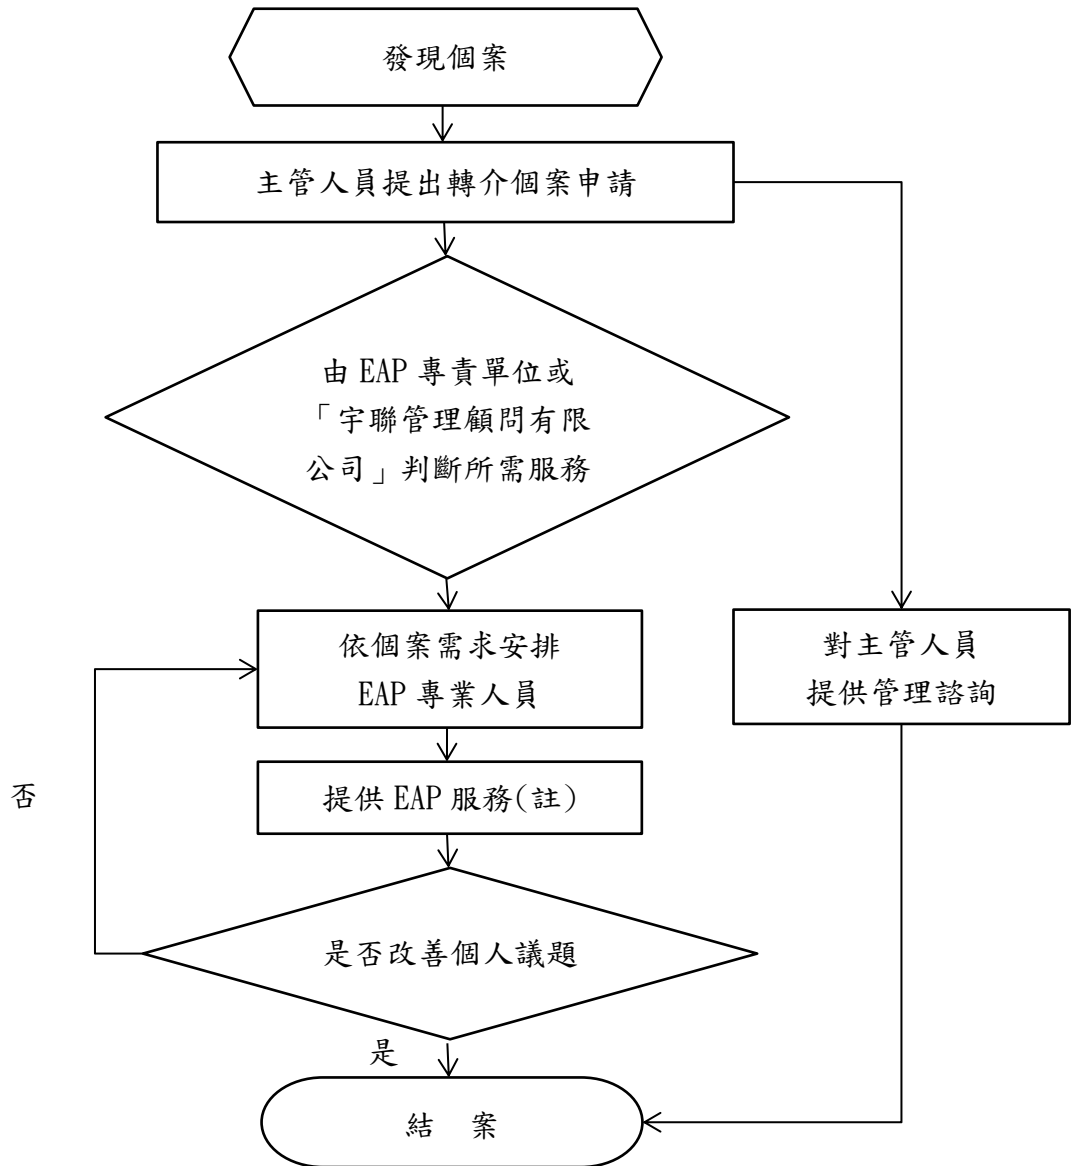 發現個案
主管人員提出轉介個案申請
由 EAP 專責單位或
「宇聯管理顧問有限
公司」判斷所需服務
依個案需求安排
EAP 專業人員
對主管人員
提供管理諮詢
提供 EAP 服務(註)
否
是否改善個人議題
是
結 案